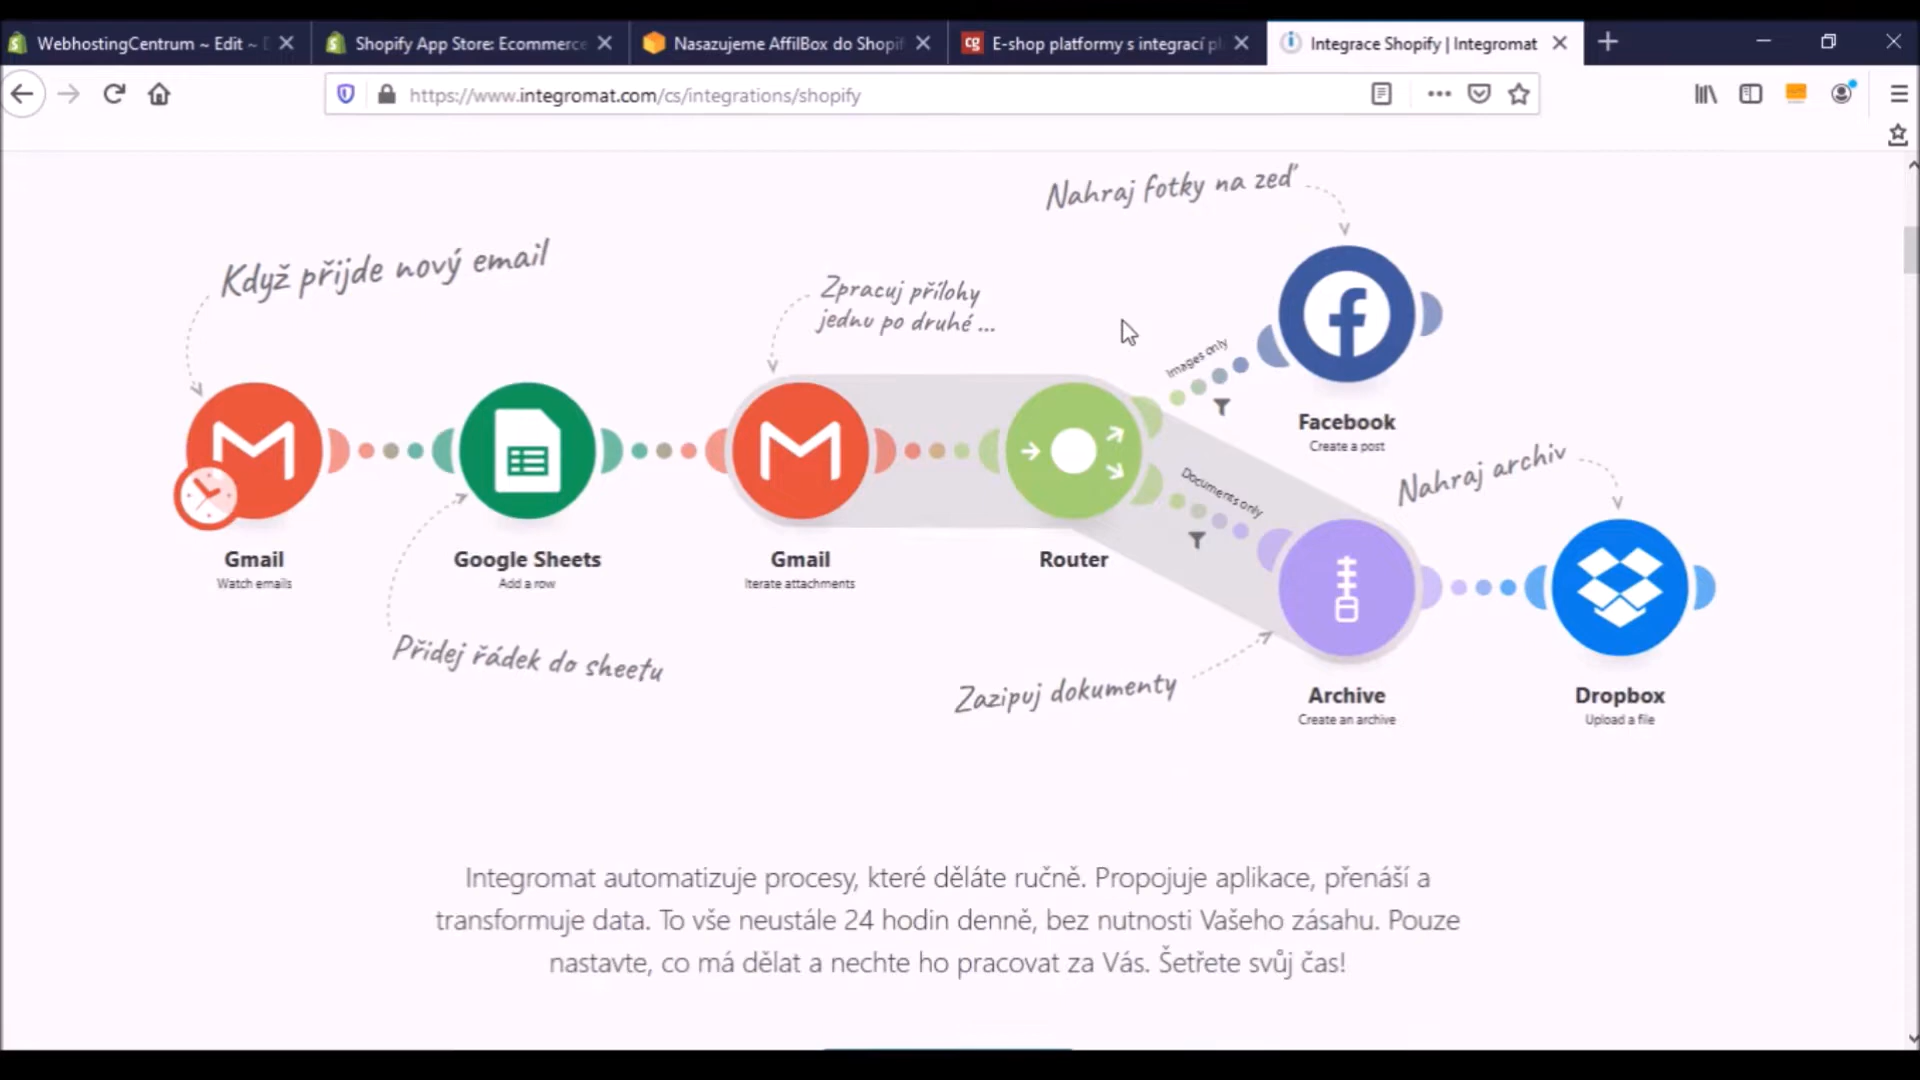 WebhostingCentrum ~ Edit ~
Shopify App Store: Ecommerce
Nasazujeme AffilBox do Shopif
cg E-shop platformy s integrací pl
Integrace Shopify | Integromat
https://www.integromat.com/cs/integrations/shopify
Nahraj fotky na zeď
Když přijde nový email
Zpracuj přílohy
jednu po druhé ...
Images only
Facebook
Create a post
Nahraj archiv
Documents only
Gmail
Watch emails
Google Sheets
Add a row
Gmail
Iterate attachments
Router
Přidej řádek do sheetu
Zazipuj dokumenty
Archive
Create an archive
Dropbox
Upload a file
Integromat automatizuje procesy, které děláte ručně. Propojuje aplikace, přenáší a
transformuje data. To vše neustále 24 hodin denně, bez nutnosti Vašeho zásahu. Pouze
nastavte, co má dělat a nechte ho pracovat za Vás. Šetřete svůj čas!